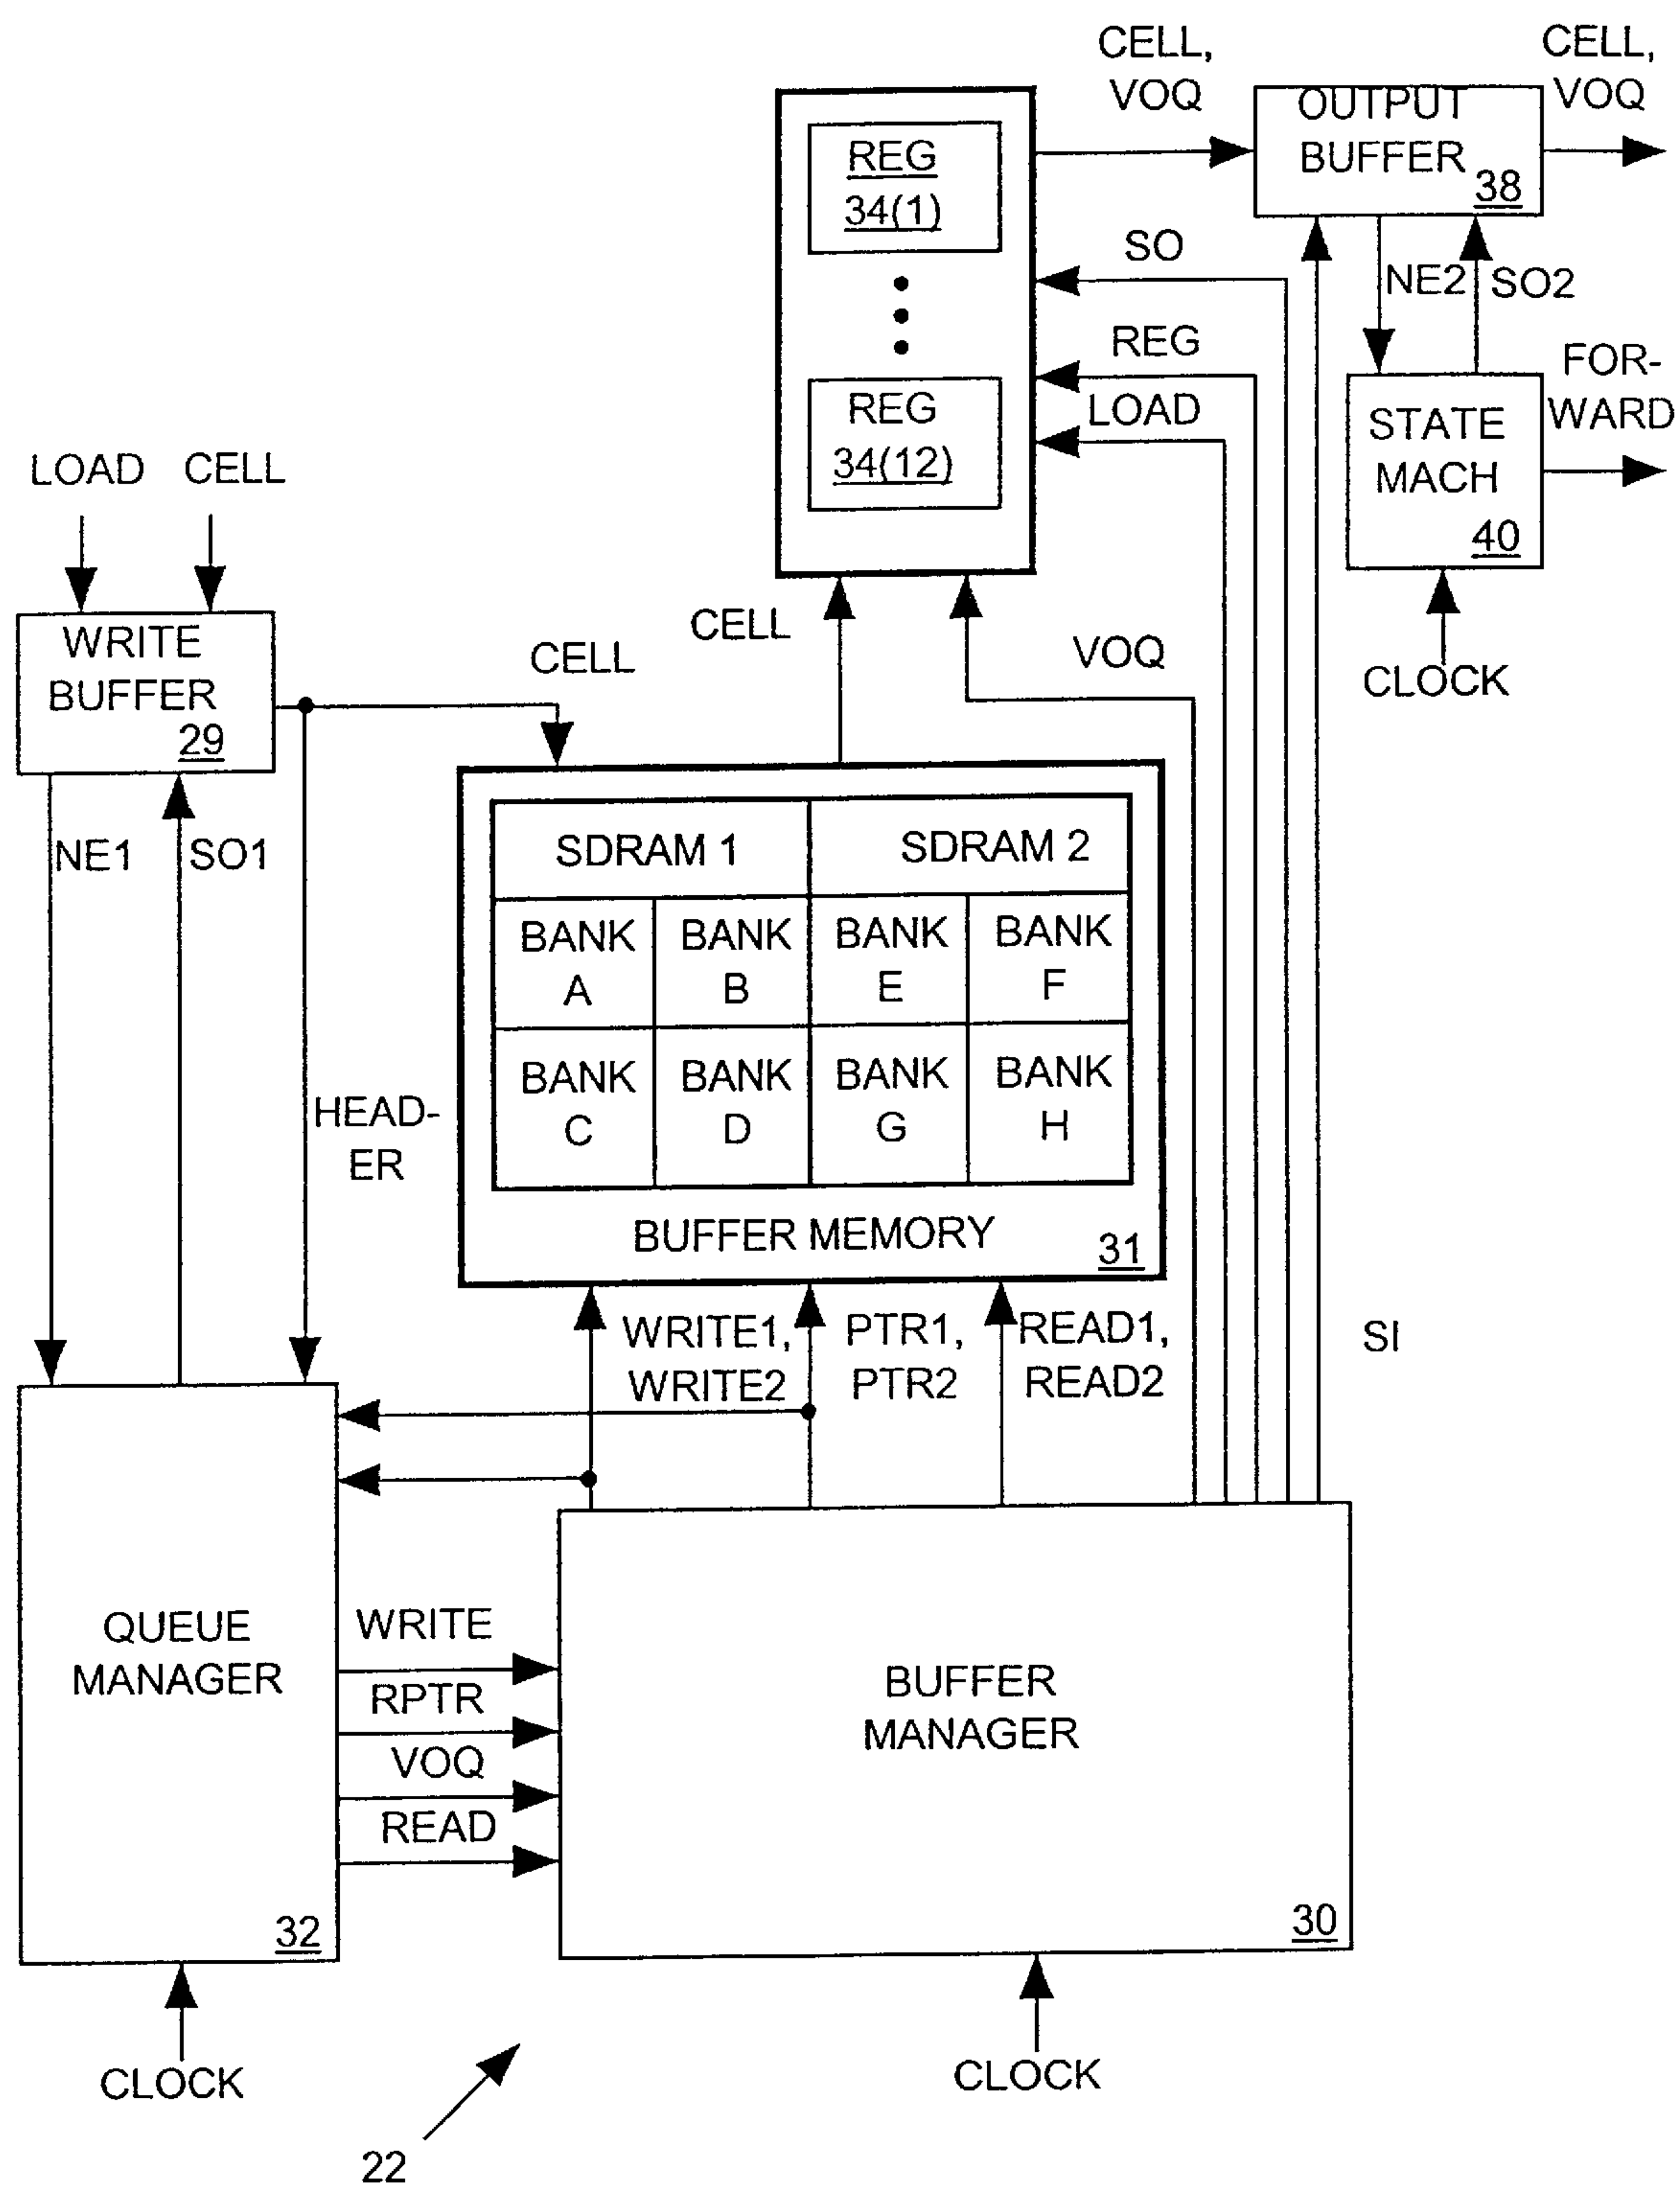 CELL,
VOQ
CELL,
VOQ
OUTPUT
BUFFER
38
REG
34(1)
SO
NE2
SO2
REG
LOAD
REG
34(12)
FOR-
WARD
STATE
MACH
40
CLOCK
LOAD
CELL
WRITE
BUFFER
29
CELL
CELL
VOQ
NE1
SO1
HEAD-
ER
SDRAM 1
SDRAM 2
BANK
A
BANK
B
BANK
E
BANK
F
BANK
C
BANK
D
BANK
G
BANK
H
BUFFER MEMORY
31
WRITE1,
WRITE2
PTR1,
PTR2
READ1,
READ2
SI
QUEUE
MANAGER
32
WRITE
RPTR
VOQ
READ
BUFFER
MANAGER
30
CLOCK
CLOCK
22